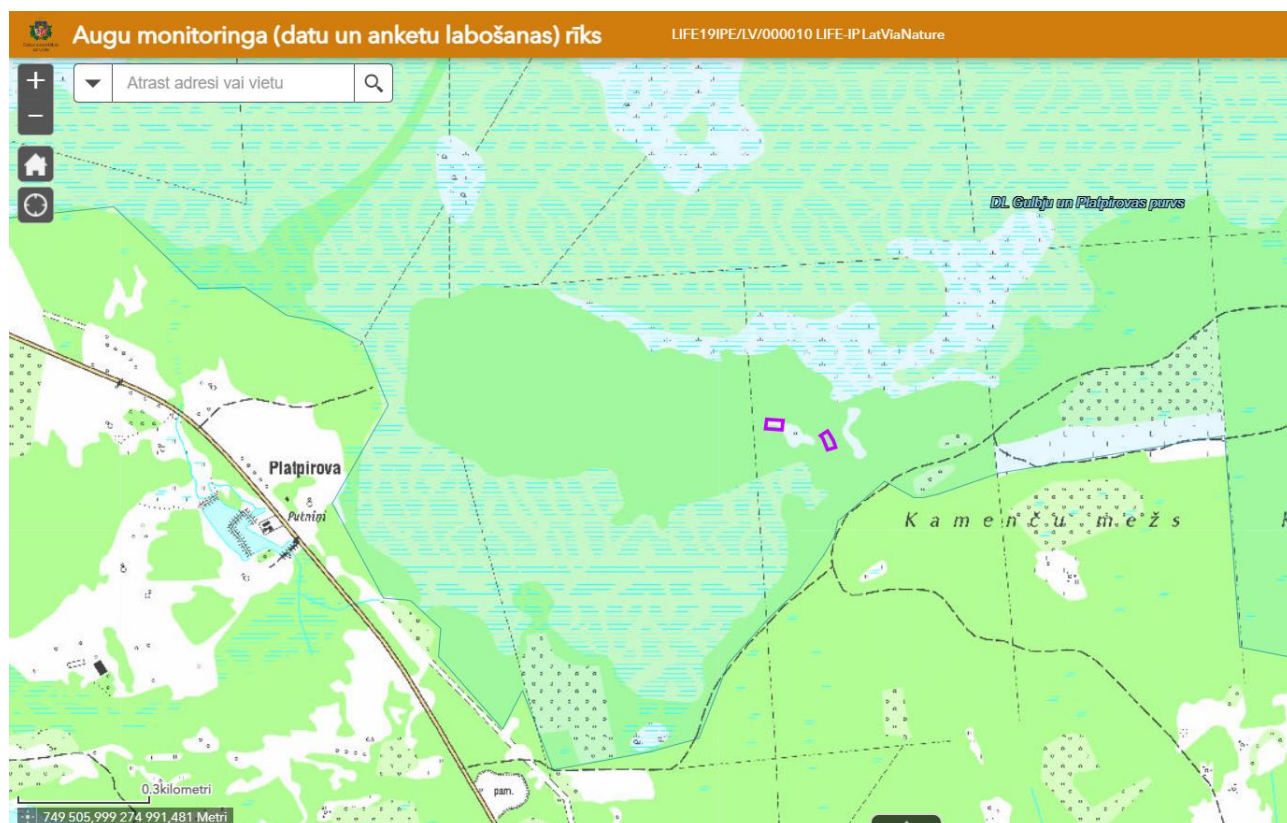 Augu monitoringa (datu un anketu labošanas) rīks
LIFE19IPE/LV/000010 LIFE-IP LatViaNature
Atrast adresi vai vietu
DL Gulbju un Platpirovas purvs
Platpirova
Putniņi
Kamenču mežs
pam.
0.3kilometri
749 505,999 274 991,481 Metri